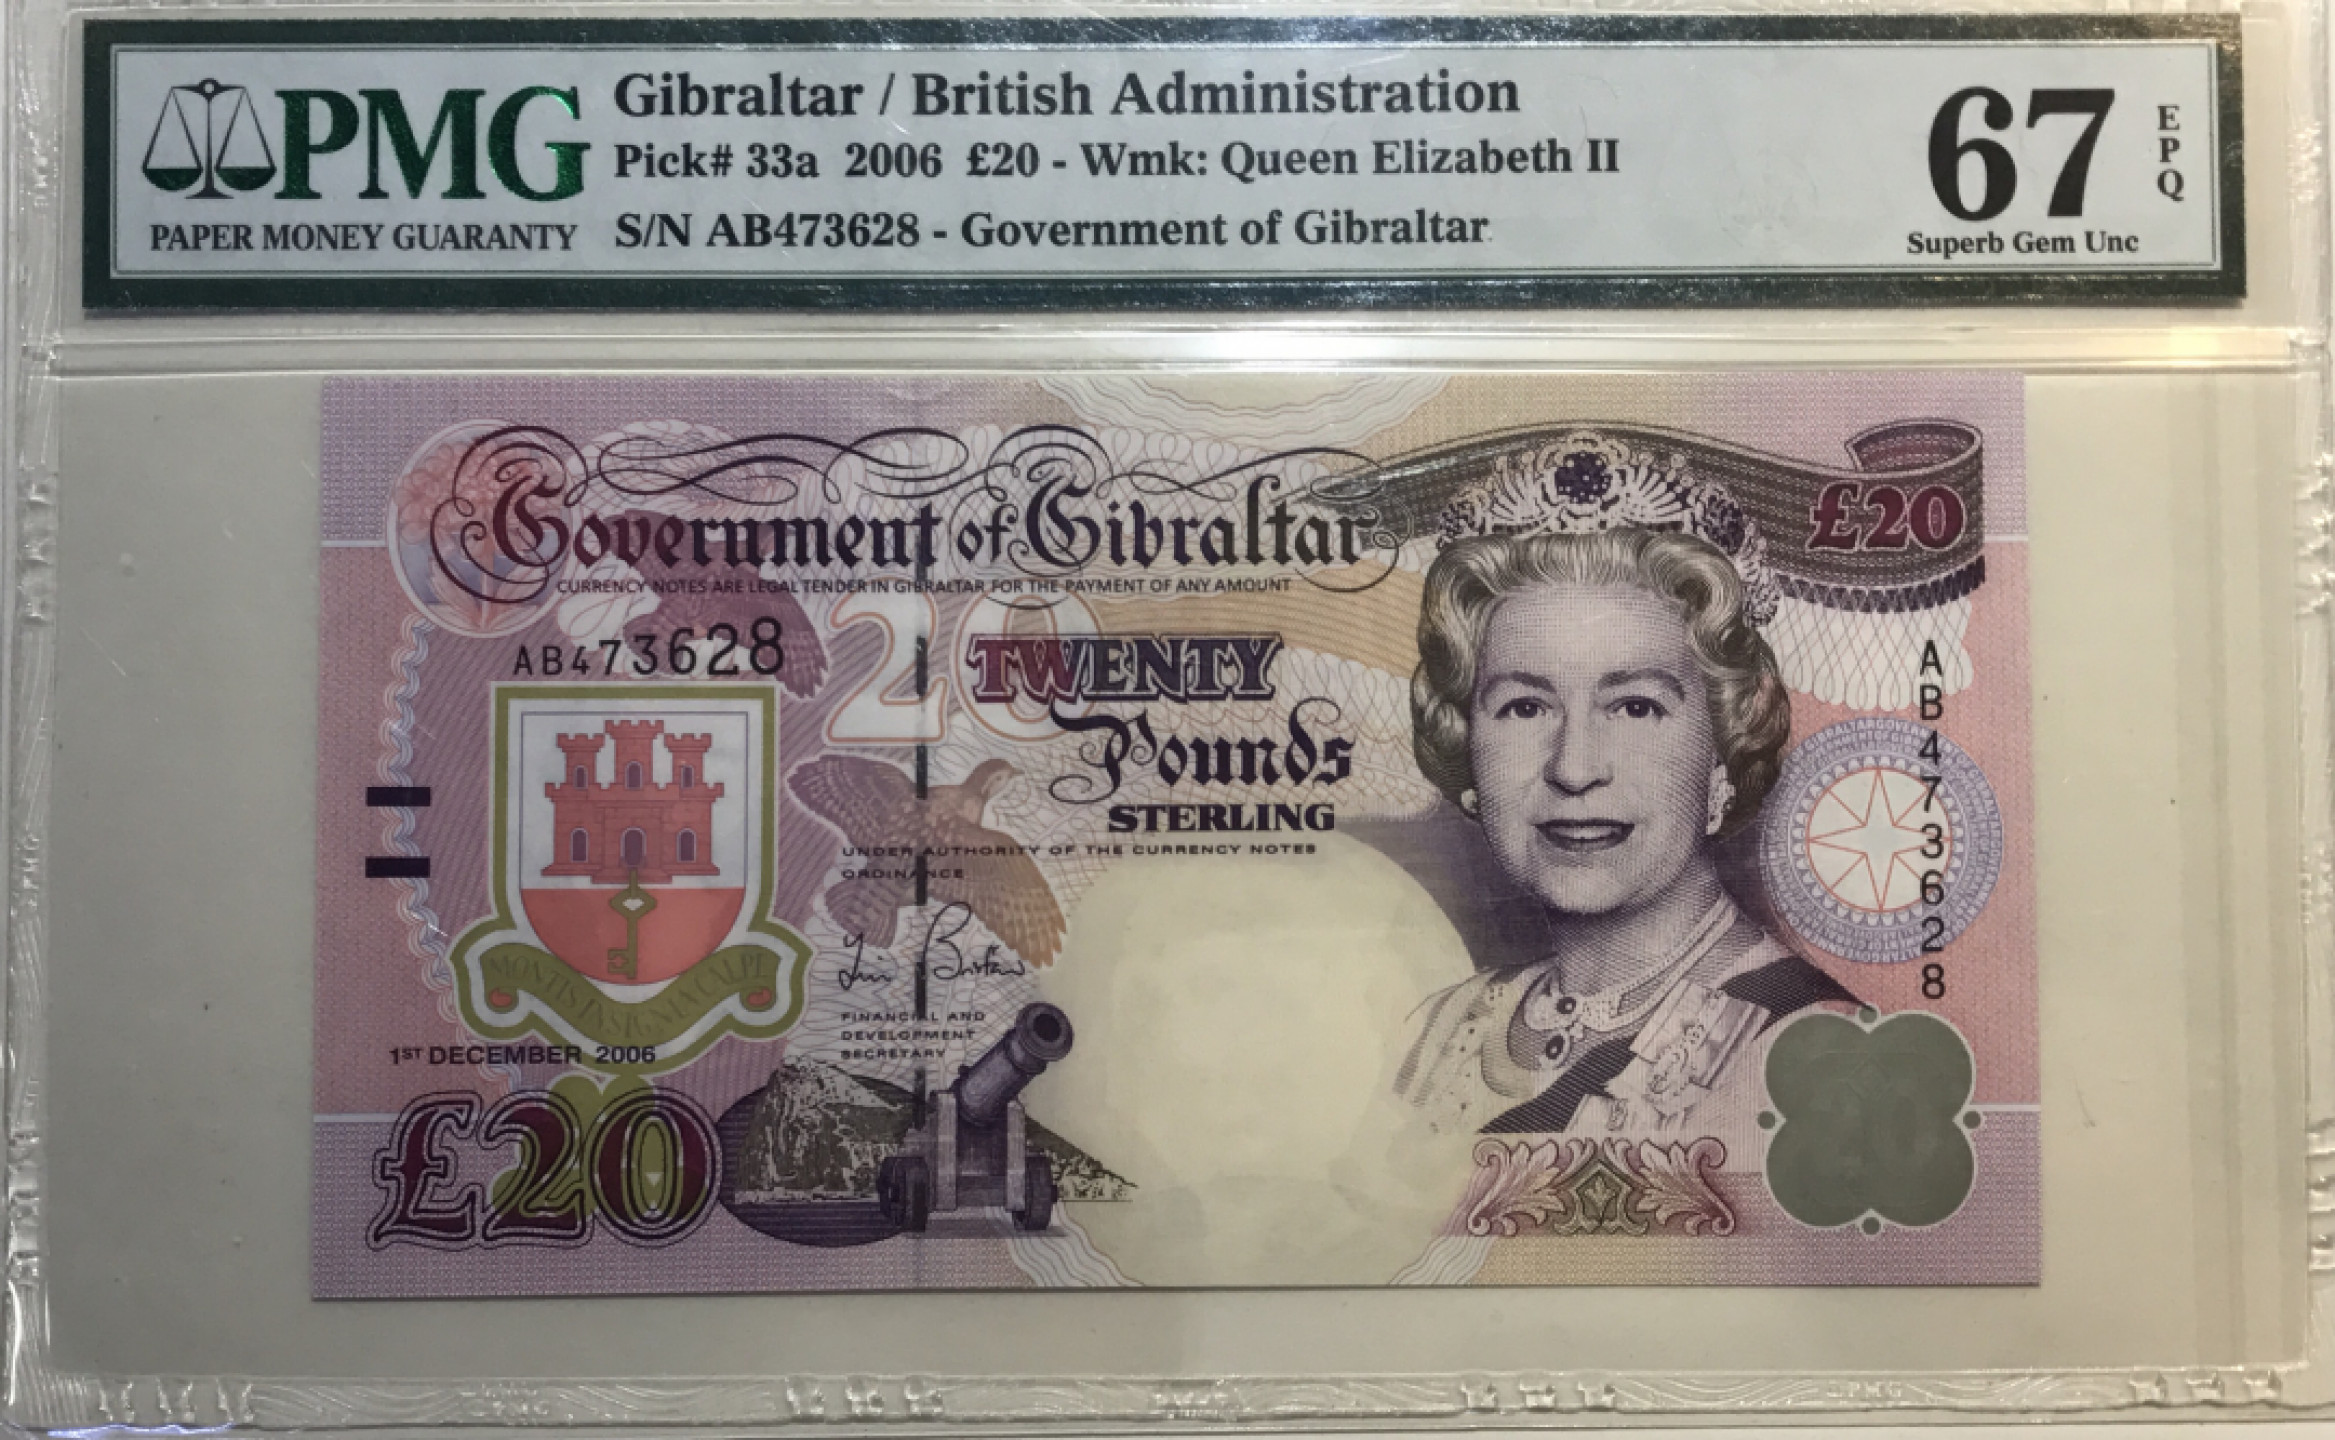 PMG
PAPER MONEY GUARANTY
Gibraltar / British Administration
Pick# 33a 2006 £20 - Wmk: Queen Elizabeth II
S/N AB473628 - Government of Gibraltar
67
EPQ
Superb Gem Unc
Government of Gibraltar
CURRENCY NOTES ARE LEGAL TENDER IN GIBRALTAR FOR THE PAYMENT OF ANY AMOUNT
£20
AB473628
20
TWENTY
Pounds
STERLING
UNDER AUTHORITY OF THE CURRENCY NOTES
ORDINANCE
AB473628
MONTIS INSIGNIA CALPE
FINANCIAL AND
DEVELOPMENT
SECRETARY
1ST DECEMBER 2006
£20